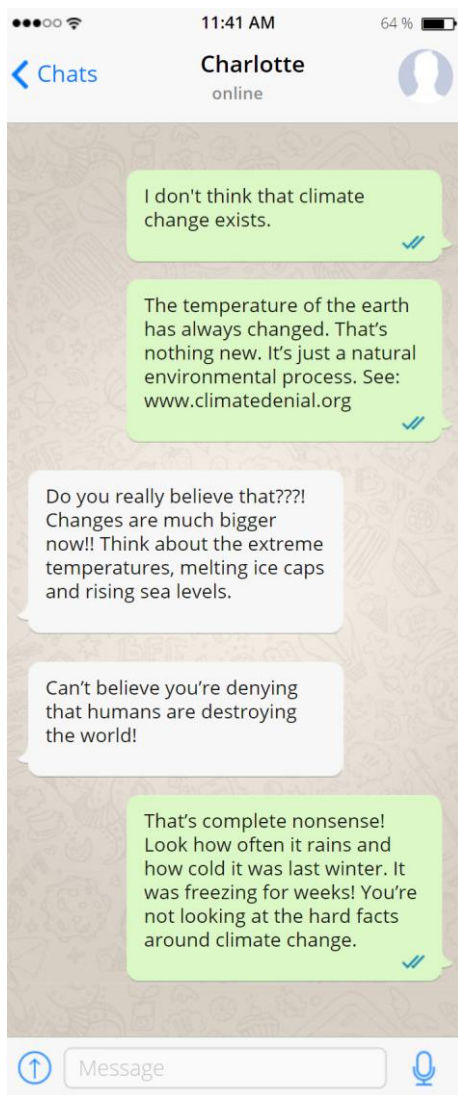 11:41 AM
64 %
Chats
Charlotte
online
I don't think that climate
change exists.
The temperature of the earth
has always changed. That’s
nothing new. It’s just a natural
environmental process. See:
www.climatedenial.org
Do you really believe that???!
Changes are much bigger
now!! Think about the extreme
temperatures, melting ice caps
and rising sea levels.
Can’t believe you’re denying
that humans are destroying
the world!
That’s complete nonsense!
Look how often it rains and
how cold it was last winter. It
was freezing for weeks! You’re
not looking at the hard facts
around climate change.
Message